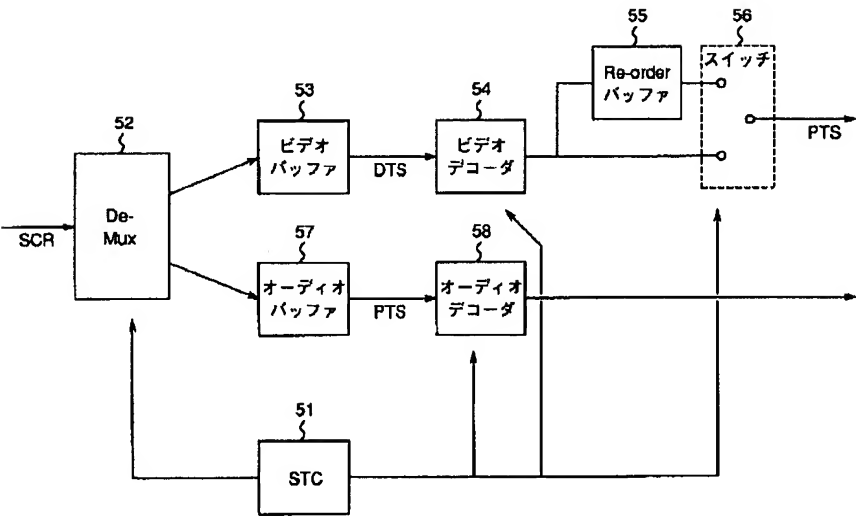 55
56
スイッチ
Re-order
バッファ
PTS
53
54
52
ビデオ
バッファ
DTS
ビデオ
デコーダ
De-
Mux
SCR
57
58
オーディオ
バッファ
PTS
オーディオ
デコーダ
51
STC